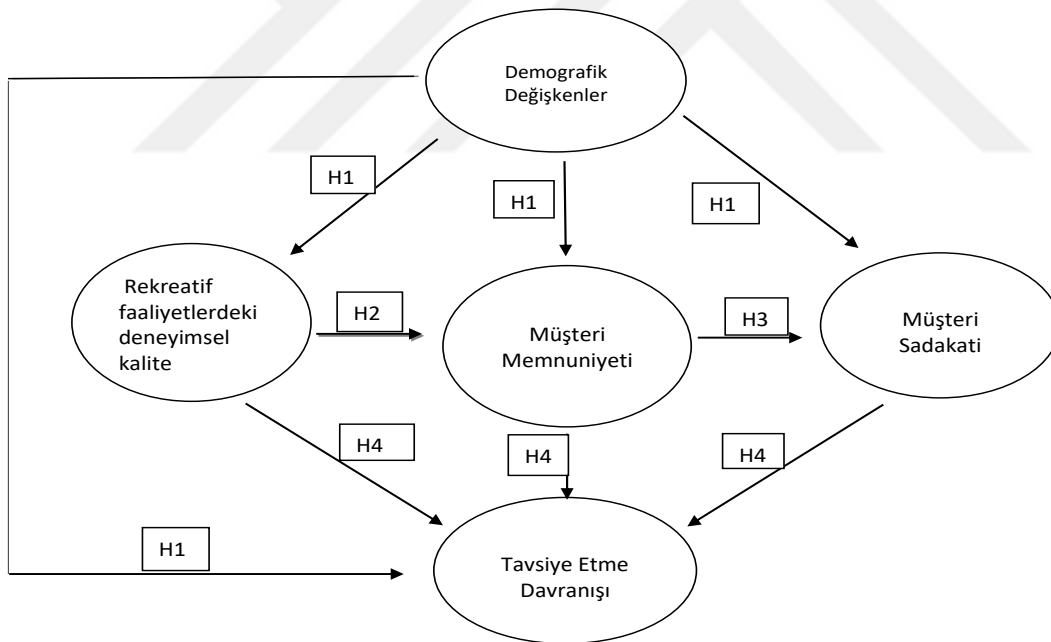 Demografik
Değişkenler
H1
H1
H1
Rekreatif
faaliyetlerdeki
deneyimsel
kalite
H2
Müşteri
Memnuniyeti
H3
Müşteri
Sadakati
H4
H4
H4
H1
Tavsiye Etme
Davranışı